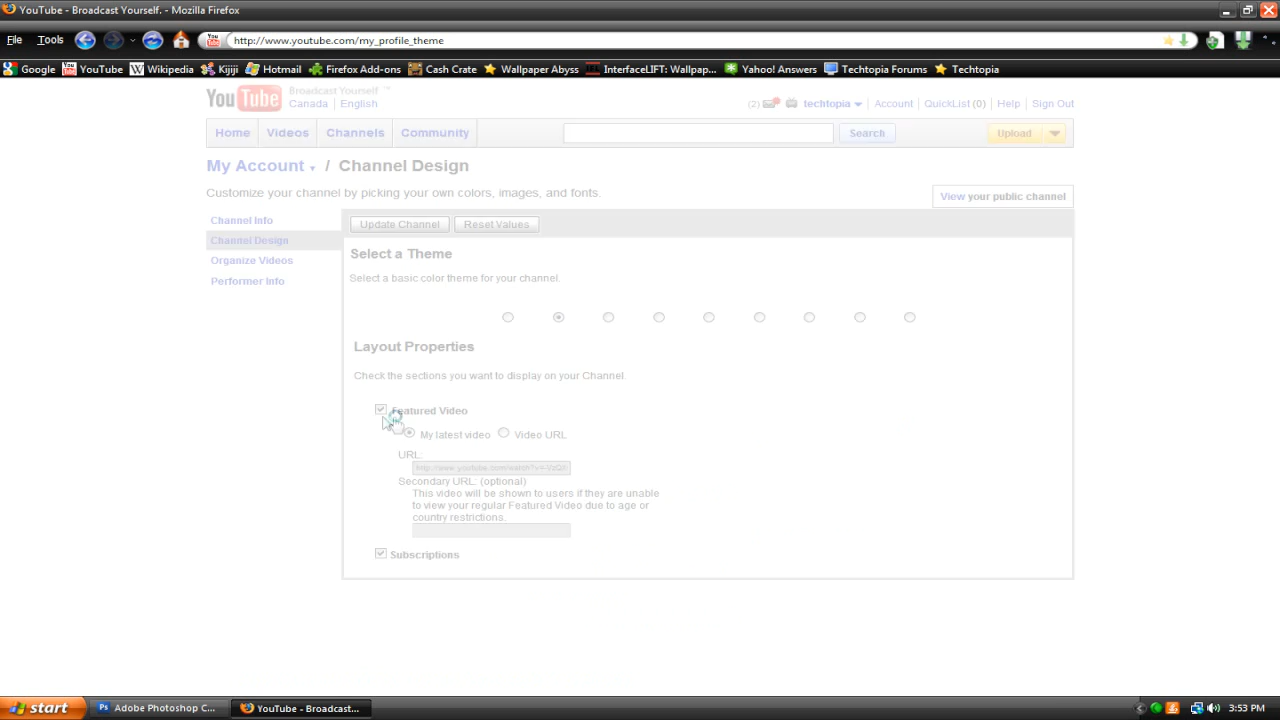 YouTube - Broadcast Yourself. - Mozilla Firefox
File Tools http://www.youtube.com/my_profile_theme
Google YouTube Wikipedia Kijiji Hotmail Firefox Add-ons Cash Crate Wallpaper Abyss InterfaceLIFT: Wallpap... Yahoo! Answers Techtopia Forums Techtopia
YouTube Broadcast Yourself ™
Canada English
(2) techtopia Account QuickList (0) Help Sign Out
Home Videos Channels Community Search Upload
My Account / Channel Design
Customize your channel by picking your own colors, images, and fonts.
View your public channel
Channel Info
Channel Design
Organize Videos
Performer Info
Update Channel Reset Values
Select a Theme
Select a basic color theme for your channel.
Layout Properties
Check the sections you want to display on your Channel.
Featured Video
My latest video Video URL
URL:
Secondary URL: (optional)
This video will be shown to users if they are unable
to view your regular Featured Video due to age or
country restrictions.
Subscriptions
start Adobe Photoshop C... YouTube - Broadcast... 3:53 PM